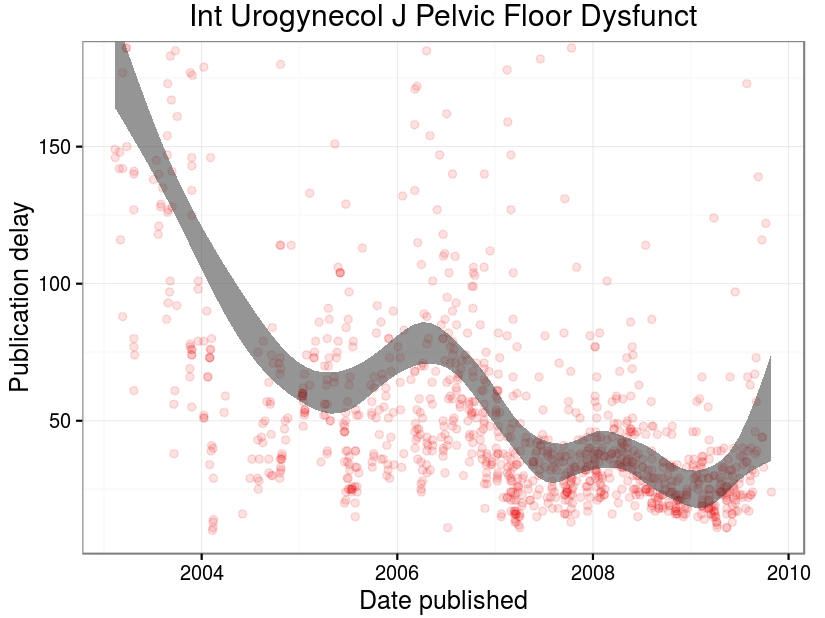 Int Urogynecol J Pelvic Floor Dysfunct
Publication delay
150
100
50
2004 2006 2008 2010
Date published